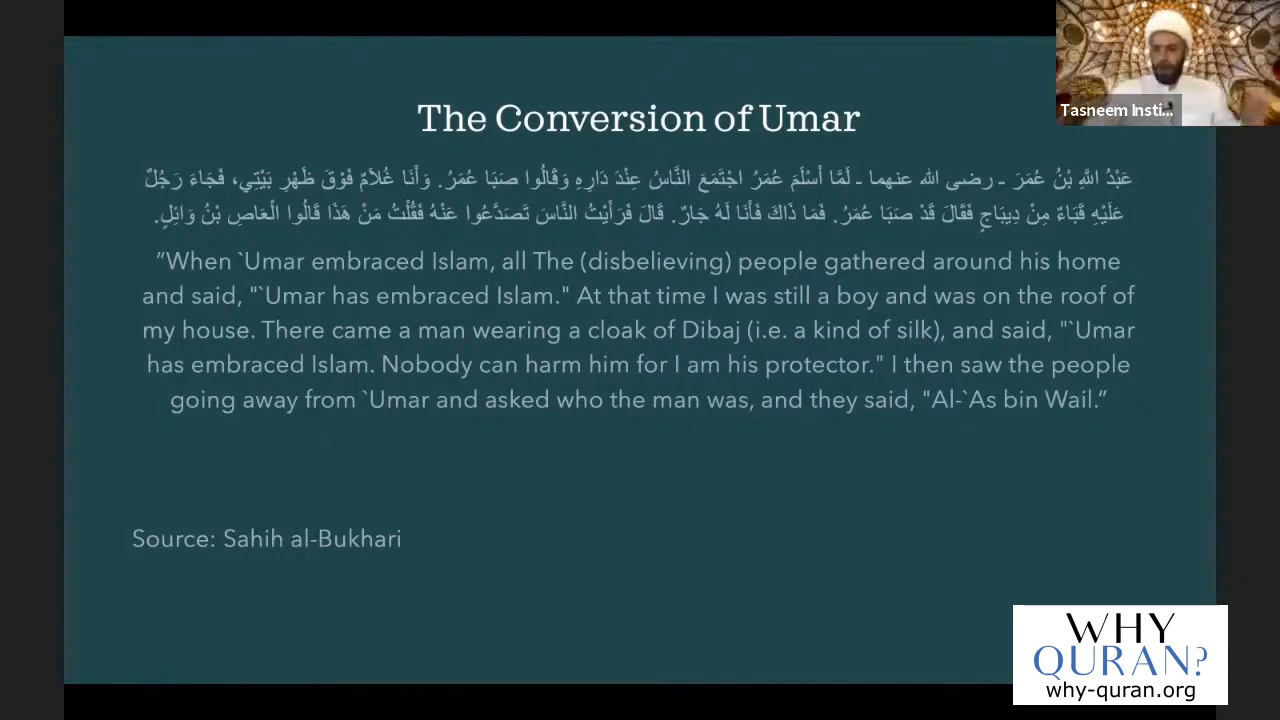 The Conversion of Umar
عَبْدُ اللَّهِ بْنُ عُمَرَ ـ رضى الله عنهما ـ لَمَّا أَسْلَمَ عُمَرُ اجْتَمَعَ النَّاسُ عِنْدَ دَارِهِ وَقَالُوا صَبَا عُمَرُ. وَأَنَا غُلاَمٌ فَوْقَ ظَهْرِ بَيْتِي، فَجَاءَ رَجُلٌ
عَلَيْهِ قَبَاءٌ مِنْ دِيبَاجٍ فَقَالَ قَدْ صَبَا عُمَرُ. فَمَا ذَاكَ فَأَنَا لَهُ جَارٌ. قَالَ فَرَأَيْتُ النَّاسَ تَصَدَّعُوا عَنْهُ فَقُلْتُ مَنْ هَذَا قَالُوا الْعَاصِ بْنُ وَائِلٍ.
”When `Umar embraced Islam, all The (disbelieving) people gathered around his home
and said, "`Umar has embraced Islam." At that time I was still a boy and was on the roof of
my house. There came a man wearing a cloak of Dibaj (i.e. a kind of silk), and said, "`Umar
has embraced Islam. Nobody can harm him for I am his protector." I then saw the people
going away from `Umar and asked who the man was, and they said, "Al-`As bin Wail.”
Source: Sahih al-Bukhari
Tasneem Insti...
WHY
QURAN?
why-quran.org